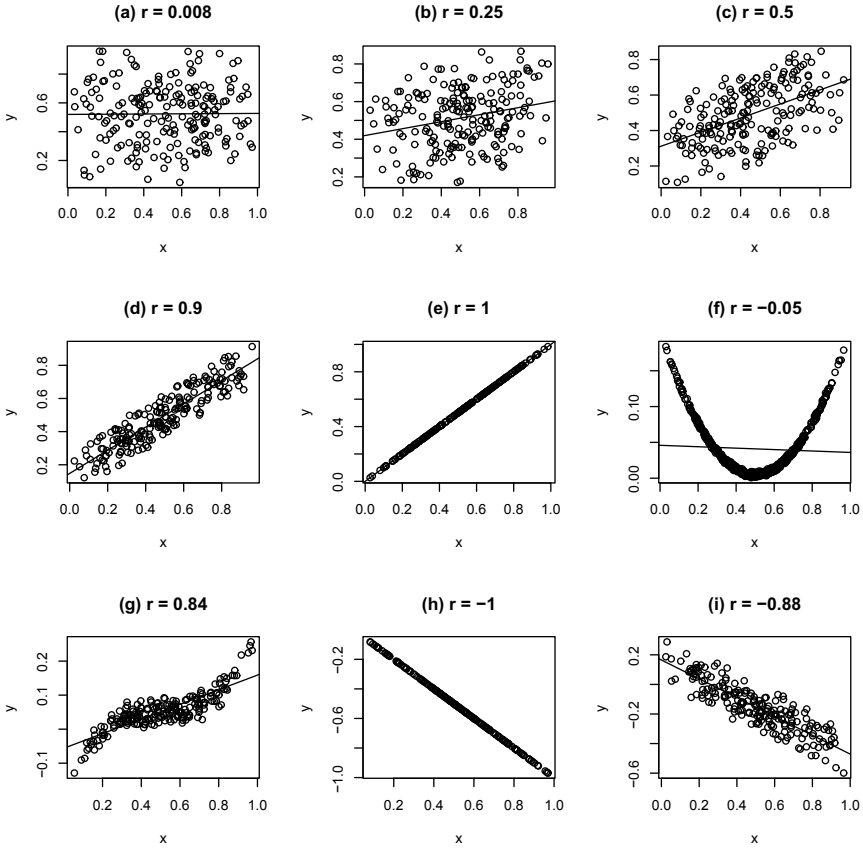 (a) r = 0.008
(b) r = 0.25
(c) r = 0.5
y
0.2
0.6
0.0 0.2 0.4 0.6 0.8 1.0
x
y
0.2 0.4 0.6 0.8
0.0 0.2 0.4 0.6 0.8
x
y
0.2 0.4 0.6 0.8
0.0 0.2 0.4 0.6 0.8
x
(d) r = 0.9
(e) r = 1
(f) r = −0.05
y
0.2 0.4 0.6 0.8
0.0 0.2 0.4 0.6 0.8
x
y
0.0 0.4 0.8
0.0 0.2 0.4 0.6 0.8 1.0
x
y
0.00 0.10
0.0 0.2 0.4 0.6 0.8 1.0
x
(g) r = 0.84
(h) r = −1
(i) r = −0.88
y
−0.1 0.1 0.2
0.2 0.4 0.6 0.8 1.0
x
y
−1.0 −0.6 −0.2
0.2 0.4 0.6 0.8 1.0
x
y
−0.6 −0.2 0.2
0.0 0.2 0.4 0.6 0.8 1.0
x